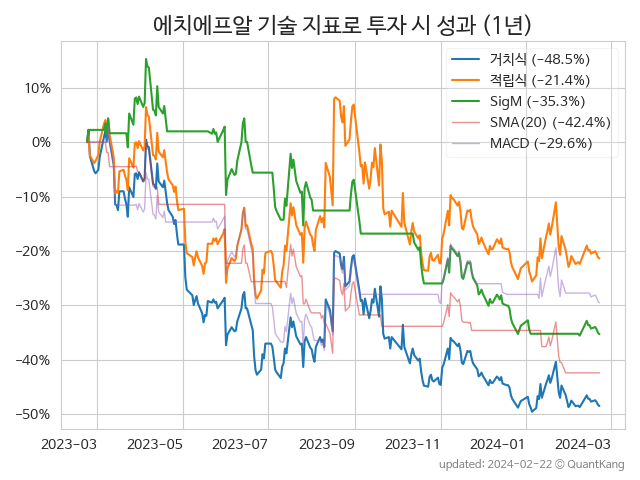 에치에프알 기술 지표로 투자 시 성과 (1년)
거치식 (−48.5%)
적립식 (−21.4%)
SigM (−35.3%)
SMA(20) (−42.4%)
MACD (−29.6%)
10%
0%
−10%
−20%
−30%
−40%
−50%
2023−03 2023−05 2023−07 2023−09 2023−11 2024−01 2024−03
updated: 2024−02−22 ⓒ QuantKang